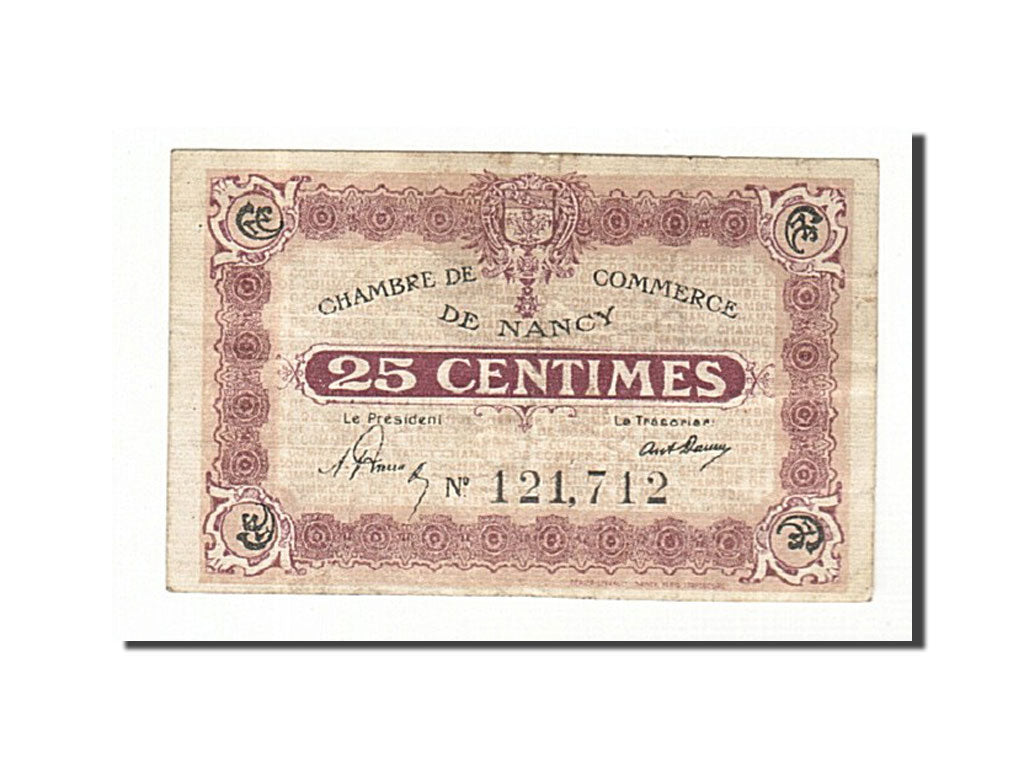 CHAMBRE DE COMMERCE
DE NANCY
25 CENTIMES
Le Président Le Trésorier
Nº 121,712